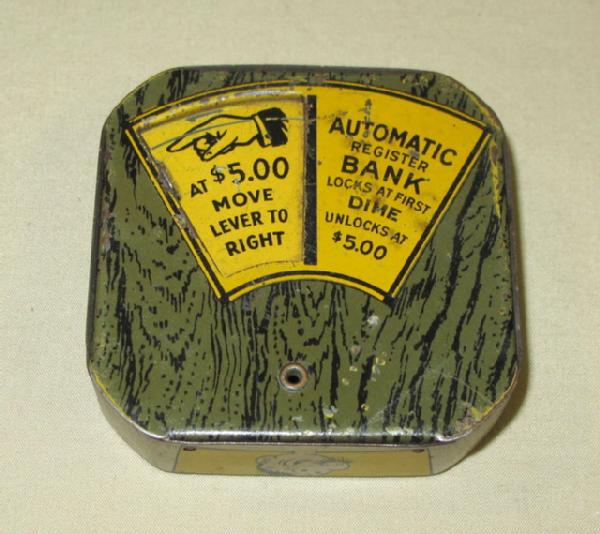 AT $5.00
MOVE
LEVER TO
RIGHT
AUTOMATIC
REGISTER
BANK
LOCKS AT FIRST
DIME
UNLOCKS AT
$5.00